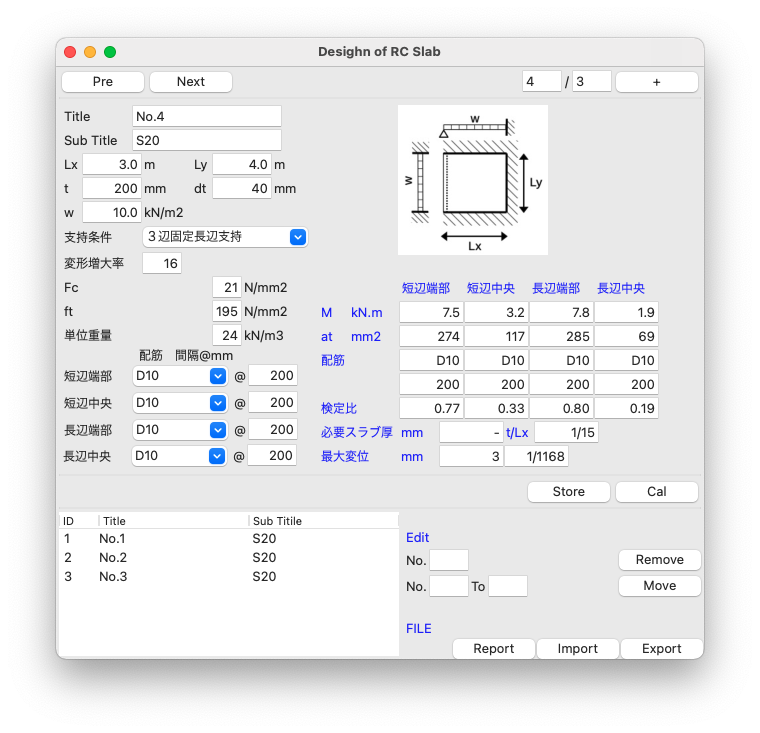 Desighn of RC Slab
Pre Next 4 / 3 +
Title No.4
Sub Title S20
Lx 3.0 m Ly 4.0 m
t 200 mm dt 40 mm
w 10.0 kN/m2
支持条件 3辺固定長辺支持
変形増大率 16
w
w
Ly
Lx
Fc 21 N/mm2
ft 195 N/mm2
単位重量 24 kN/m3
配筋 間隔@mm
短辺端部 D10 @ 200
短辺中央 D10 @ 200
長辺端部 D10 @ 200
長辺中央 D10 @ 200
短辺端部 短辺中央 長辺端部 長辺中央
M kN.m 7.5 3.2 7.8 1.9
at mm2 274 117 285 69
配筋 D10 D10 D10 D10
200 200 200 200
検定比 0.77 0.33 0.80 0.19
必要スラブ厚 mm - t/Lx 1/15
最大変位 mm 3 1/1168
Store Cal
ID Title Sub Titile
1 No.1 S20
2 No.2 S20
3 No.3 S20
Edit
No. Remove
No. To Move
FILE
Report Import Export